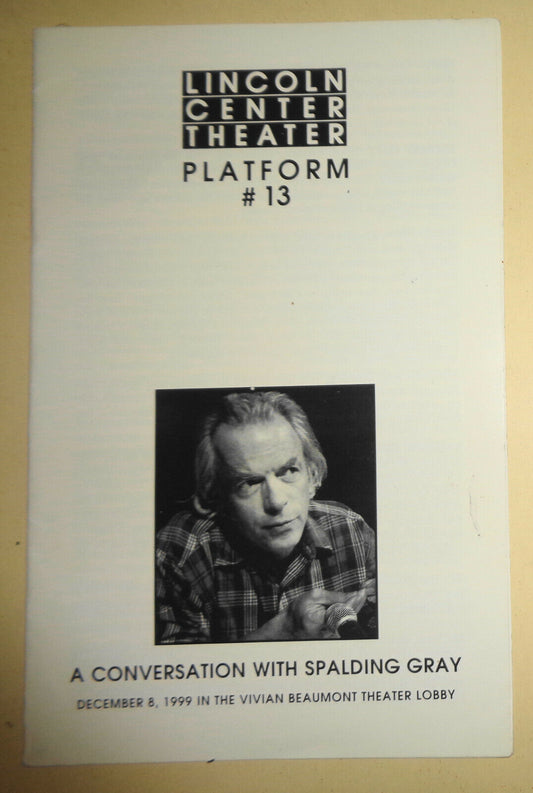 LINCOLN
CENTER
THEATER
PLATFORM
# 13
A CONVERSATION WITH SPALDING GRAY
DECEMBER 8, 1999 IN THE VIVIAN BEAUMONT THEATER LOBBY